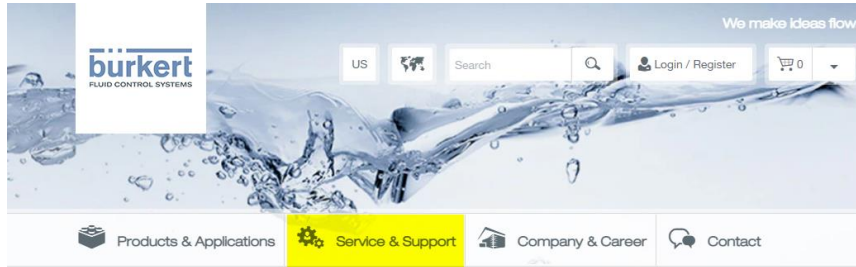 We make ideas flow
bürkert
FLUID CONTROL SYSTEMS
US
Search
Login / Register
0
Products & Applications
Service & Support
Company & Career
Contact